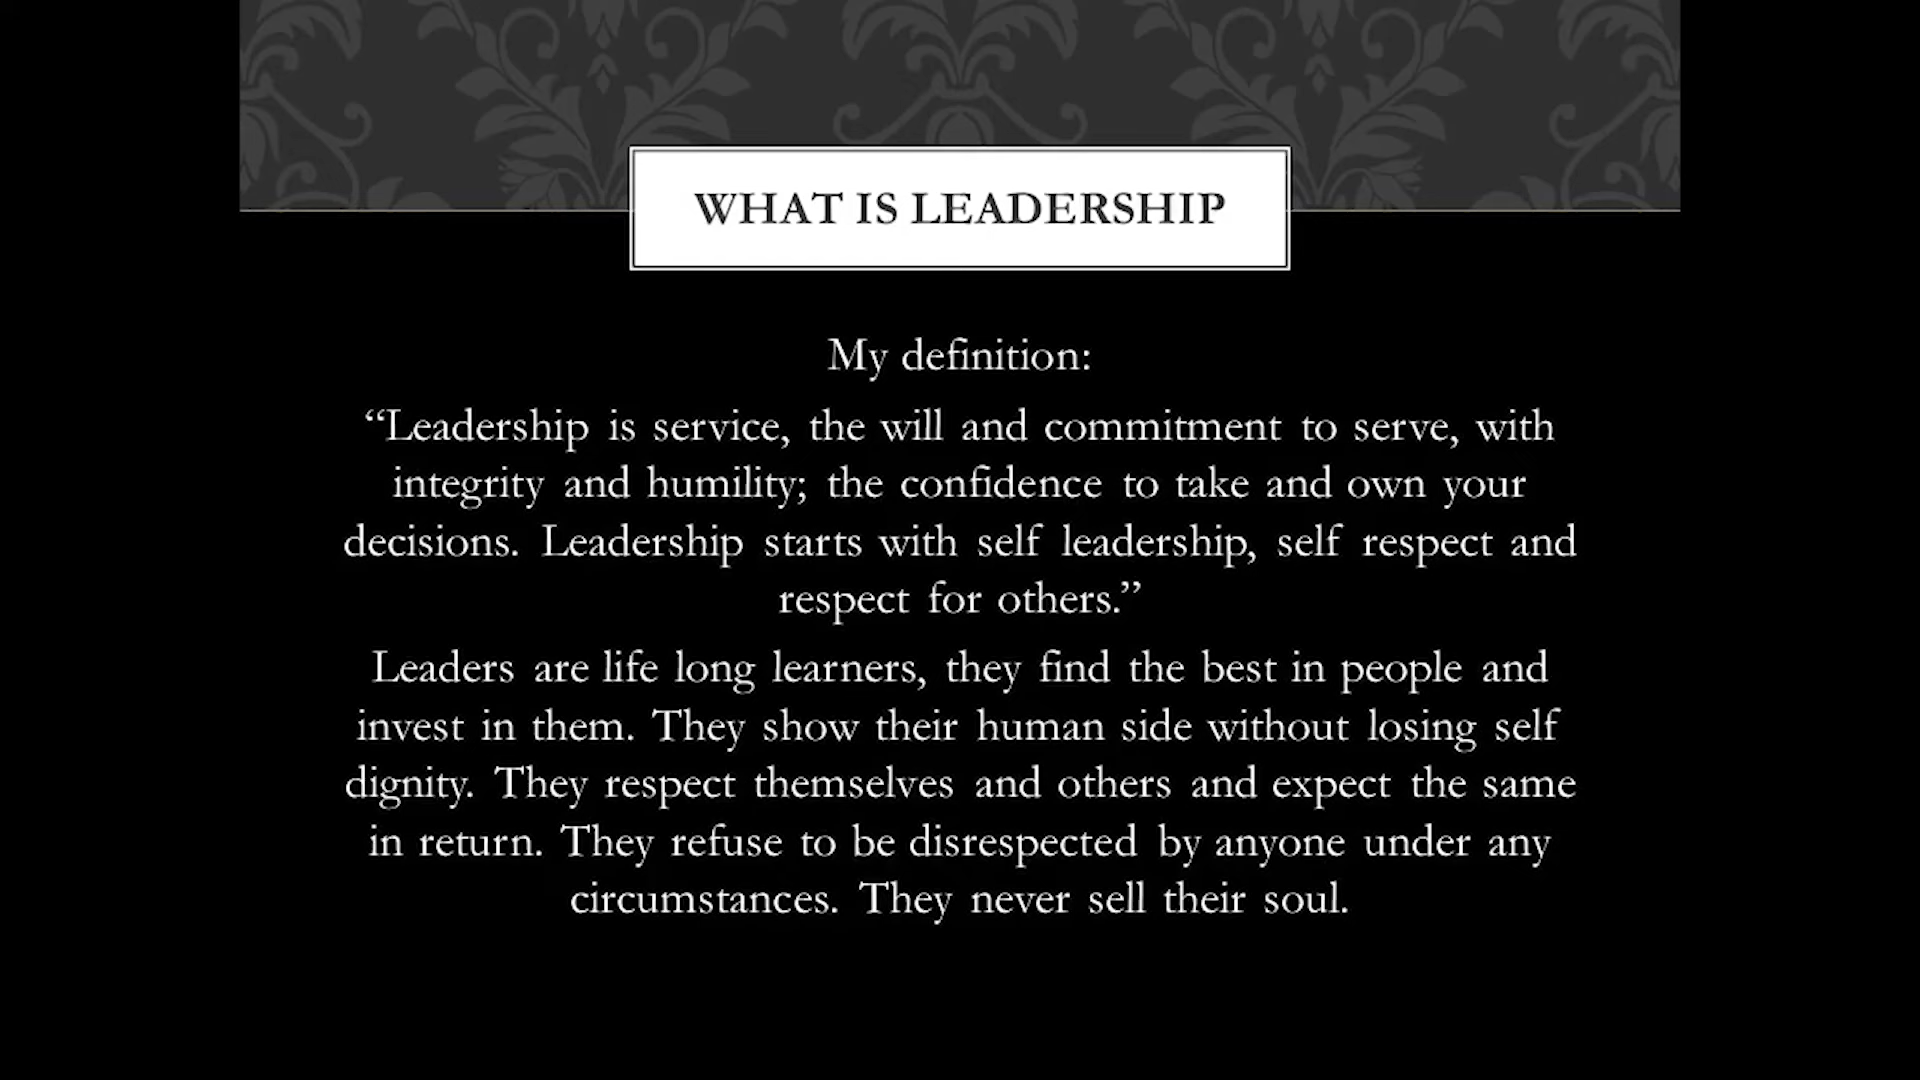 WHAT IS LEADERSHIP
My definition:
“Leadership is service, the will and commitment to serve, with
integrity and humility; the confidence to take and own your
decisions. Leadership starts with self leadership, self respect and
respect for others.”
Leaders are life long learners, they find the best in people and
invest in them. They show their human side without losing self
dignity. They respect themselves and others and expect the same
in return. They refuse to be disrespected by anyone under any
circumstances. They never sell their soul.